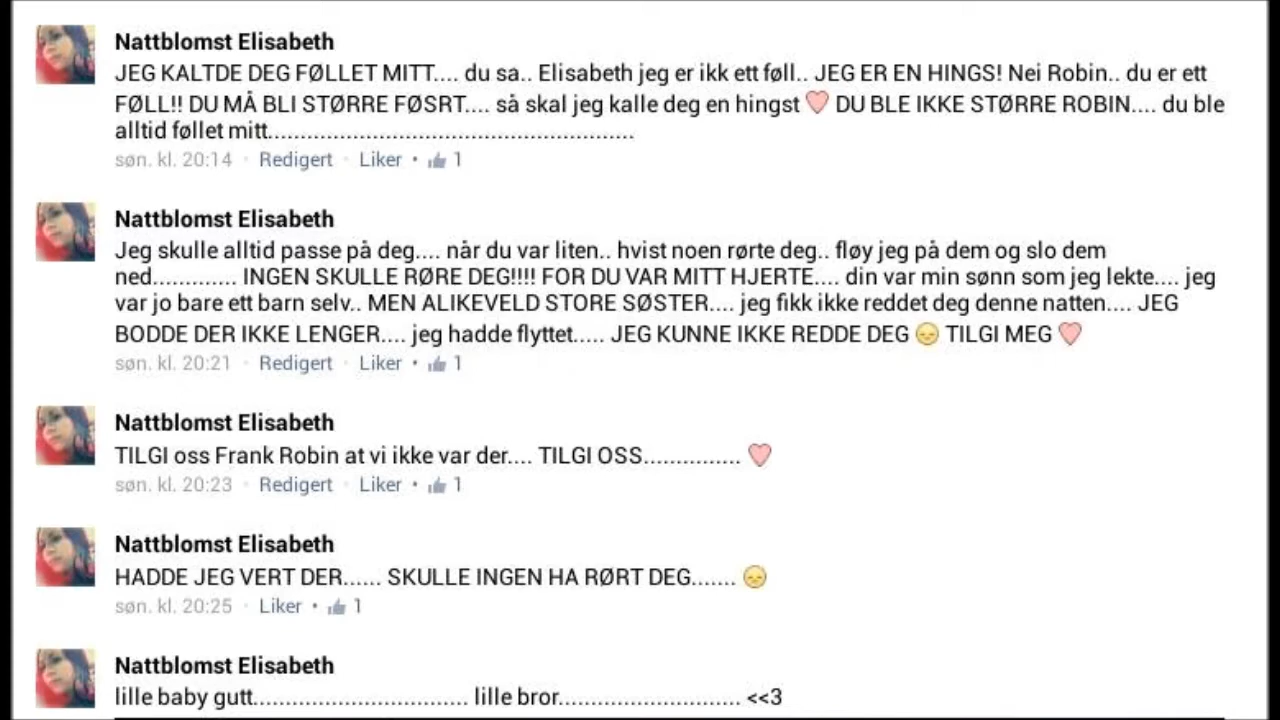 Nattblomst Elisabeth
JEG KALTDE DEG FØLLET MITT.... du sa.. Elisabeth jeg er ikk ett føll.. JEG ER EN HINGS! Nei Robin.. du er ett
FØLL!! DU MÅ BLI STØRRE FØSRT.... så skal jeg kalle deg en hingst ♥ DU BLE IKKE STØRRE ROBIN.... du ble
alltid føllet mitt.......................................................
søn. kl. 20:14 · Redigert · Liker • 1
Nattblomst Elisabeth
Jeg skulle alltid passe på deg.... når du var liten.. hvist noen rørte deg.. fløy jeg på dem og slo dem
ned............. INGEN SKULLE RØRE DEG!!!! FOR DU VAR MITT HJERTE.... din var min sønn som jeg lekte.... jeg
var jo bare ett barn selv.. MEN ALIKEVELD STORE SØSTER.... jeg fikk ikke reddet deg denne natten.... JEG
BODDE DER IKKE LENGER.... jeg hadde flyttet..... JEG KUNNE IKKE REDDE DEG 😞 TILGI MEG ♥
søn. kl. 20:21 · Redigert · Liker • 1
Nattblomst Elisabeth
TILGI oss Frank Robin at vi ikke var der.... TILGI OSS............... ♥
søn. kl. 20:23 · Redigert · Liker • 1
Nattblomst Elisabeth
HADDE JEG VERT DER...... SKULLE INGEN HA RØRT DEG....... 😞
søn. kl. 20:25 · Liker • 1
Nattblomst Elisabeth
lille baby gutt................................ lille bror........................... <<3